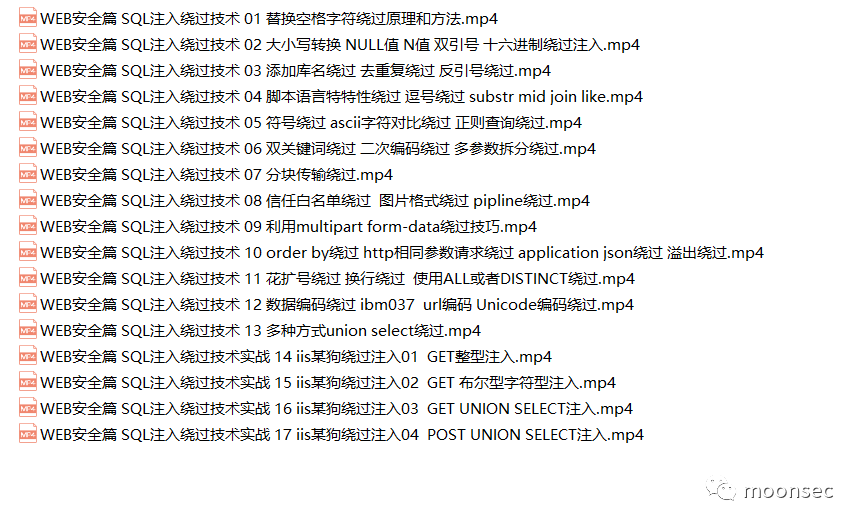 MP4 WEB安全篇 SQL注入绕过技术 01 替换空格字符绕过原理和方法.mp4
MP4 WEB安全篇 SQL注入绕过技术 02 大小写转换 NULL值 N值 双引号 十六进制绕过注入.mp4
MP4 WEB安全篇 SQL注入绕过技术 03 添加库名绕过 去重复绕过 反引号绕过.mp4
MP4 WEB安全篇 SQL注入绕过技术 04 脚本语言特特性绕过 逗号绕过 substr mid join like.mp4
MP4 WEB安全篇 SQL注入绕过技术 05 符号绕过 ascii字符对比绕过 正则查询绕过.mp4
MP4 WEB安全篇 SQL注入绕过技术 06 双关键词绕过 二次编码绕过 多参数拆分绕过.mp4
MP4 WEB安全篇 SQL注入绕过技术 07 分块传输绕过.mp4
MP4 WEB安全篇 SQL注入绕过技术 08 信任白名单绕过 图片格式绕过 pipline绕过.mp4
MP4 WEB安全篇 SQL注入绕过技术 09 利用multipart form-data绕过技巧.mp4
MP4 WEB安全篇 SQL注入绕过技术 10 order by绕过 http相同参数请求绕过 application json绕过 溢出绕过.mp4
MP4 WEB安全篇 SQL注入绕过技术 11 花扩号绕过 换行绕过 使用ALL或者DISTINCT绕过.mp4
MP4 WEB安全篇 SQL注入绕过技术 12 数据编码绕过 ibm037 url编码 Unicode编码绕过.mp4
MP4 WEB安全篇 SQL注入绕过技术 13 多种方式union select绕过.mp4
MP4 WEB安全篇 SQL注入绕过技术实战 14 iis某狗绕过注入01 GET整型注入.mp4
MP4 WEB安全篇 SQL注入绕过技术实战 15 iis某狗绕过注入02 GET 布尔型字符型注入.mp4
MP4 WEB安全篇 SQL注入绕过技术实战 16 iis某狗绕过注入03 GET UNION SELECT注入.mp4
MP4 WEB安全篇 SQL注入绕过技术实战 17 iis某狗绕过注入04 POST UNION SELECT注入.mp4
moonsec